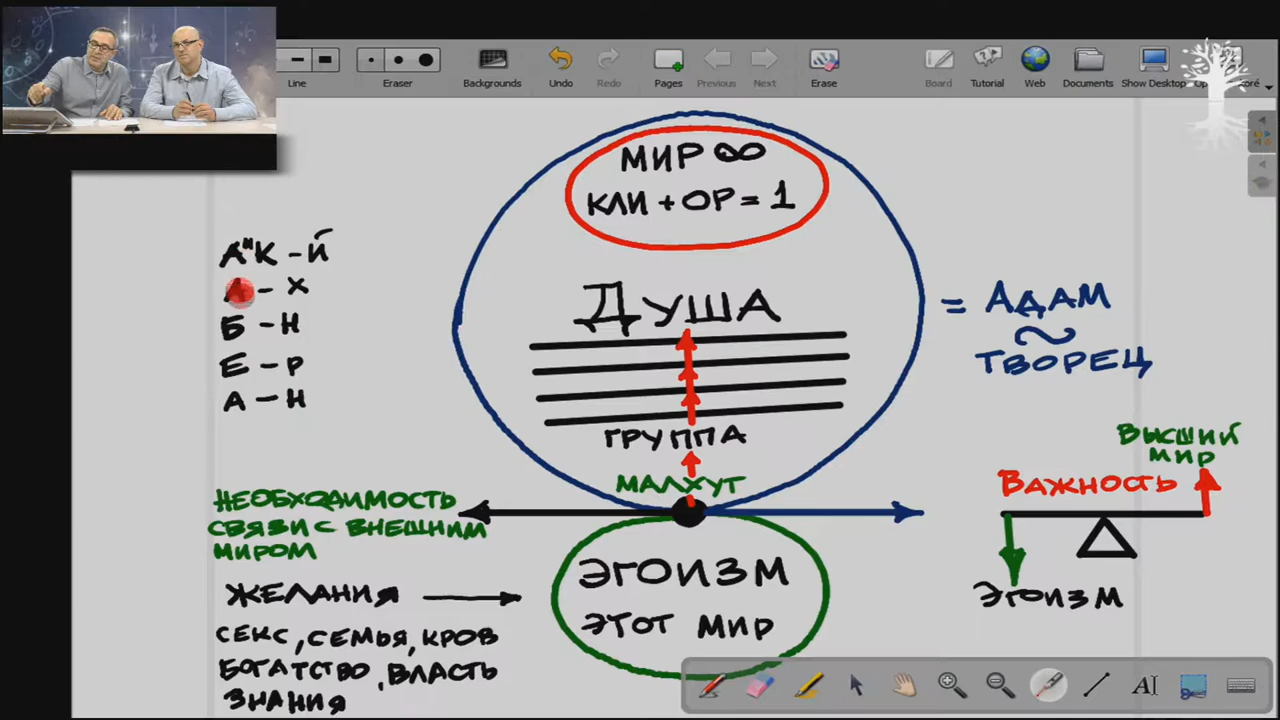 Line
Eraser
Backgrounds
Undo
Redo
Pages
Previous
Next
Erase
Board
Tutorial
Web
Documents
Show Desktop
МИР ∞
КЛИ + ОР = 1
А"К - Й
- Х
Б - Н
Е - Р
А - Н
ДУША
ГРУППА
МАЛХУТ
= АДАМ
~
ТВОРЕЦ
НЕОБХОДИМОСТЬ
СВЯЗИ С ВНЕШНИМ
МИРОМ
ЖЕЛАНИЯ
СЕКС, СЕМЬЯ, КРОВ
БОГАТСТВО, ВЛАСТЬ
ЗНАНИЯ
ЭГОИЗМ
ЭТОТ МИР
ВЫСШИЙ
МИР
ВАЖНОСТЬ
ЭГОИЗМ
AI